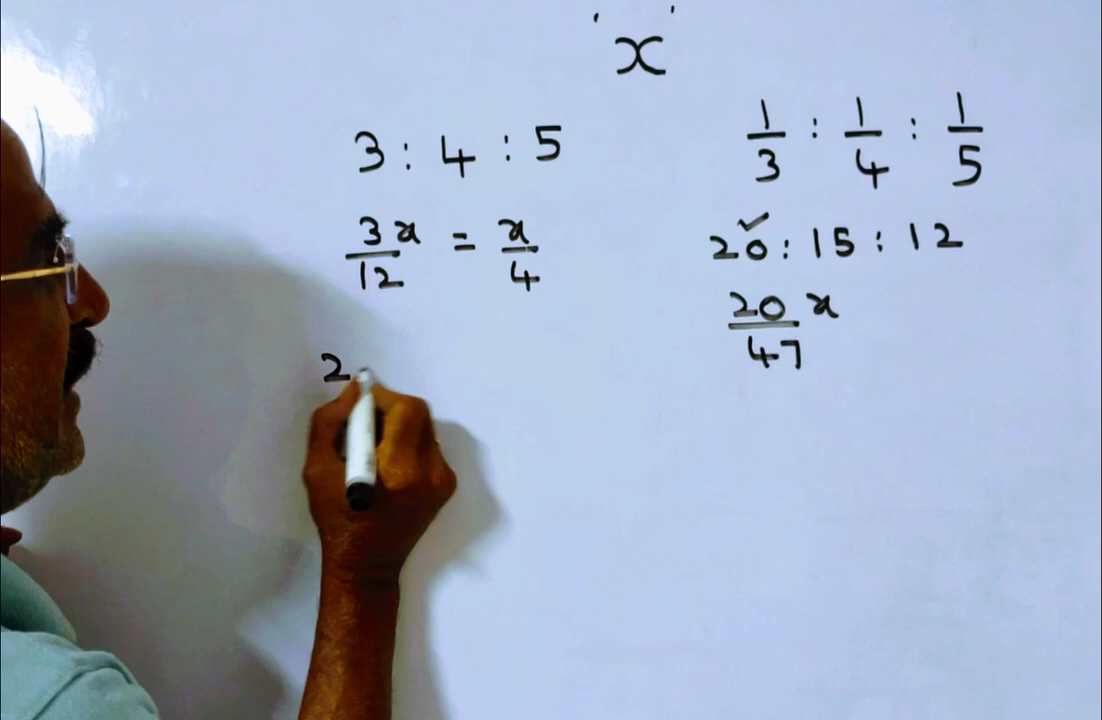 'x'
3 : 4 : 5
3x/12 = x/4
2
1/3 : 1/4 : 1/5
20 : 15 : 12
20/47 x